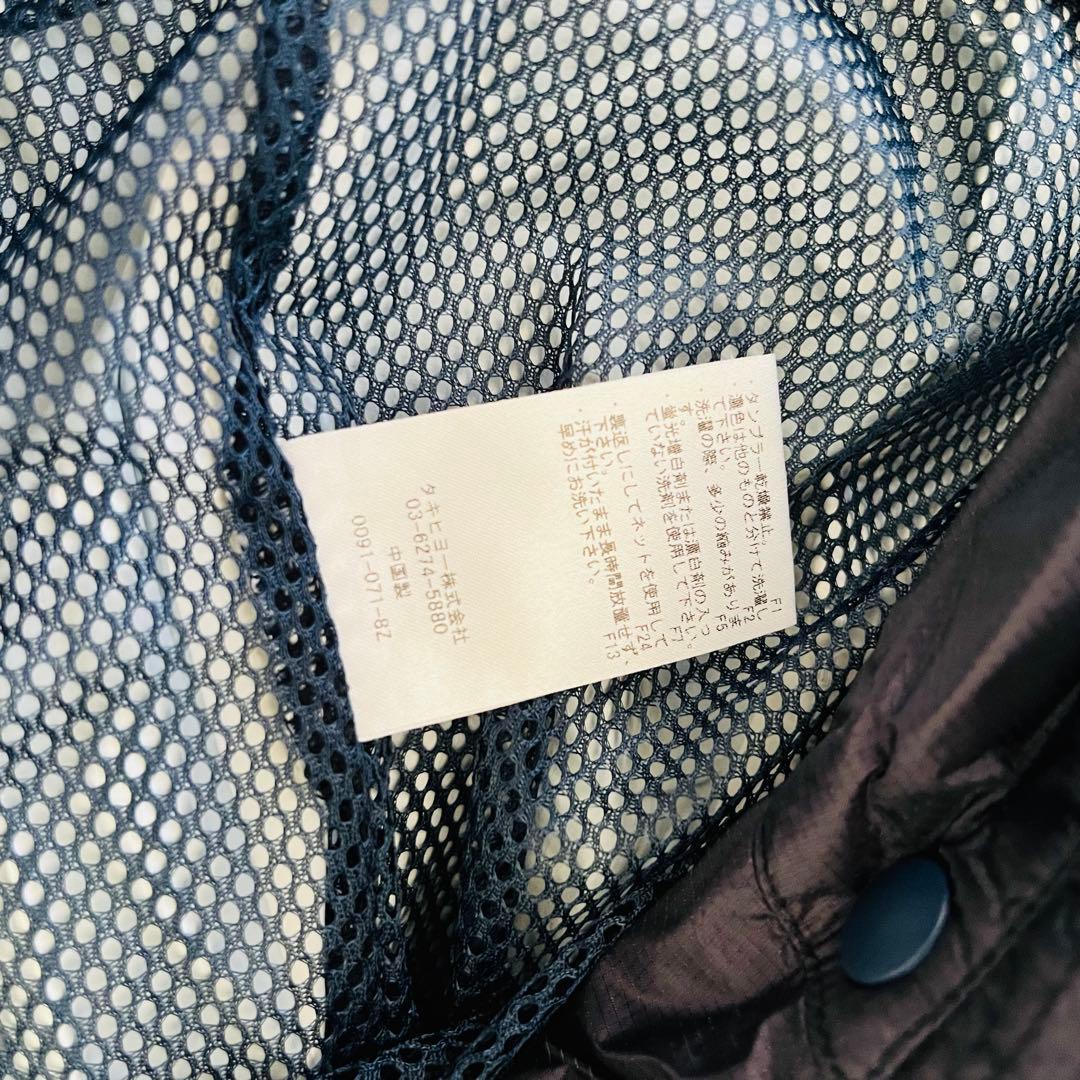 ・タンブラー乾燥禁止。 F1
・濃色は他のものと分けて洗濯し
て下さい。 F2
洗濯の際、多少の縮みがありま
す。 F5
・蛍光増白剤または漂白剤の入っ
ていない洗剤を使用して下さい。
F7
・裏返しにしてネットを使用して
下さい。 F24
・汗が付いたまま長時間放置せず、
早めにお洗い下さい。 F13
タキヒヨー株式会社
03-6274-5880
中国製
0091-071-8Z